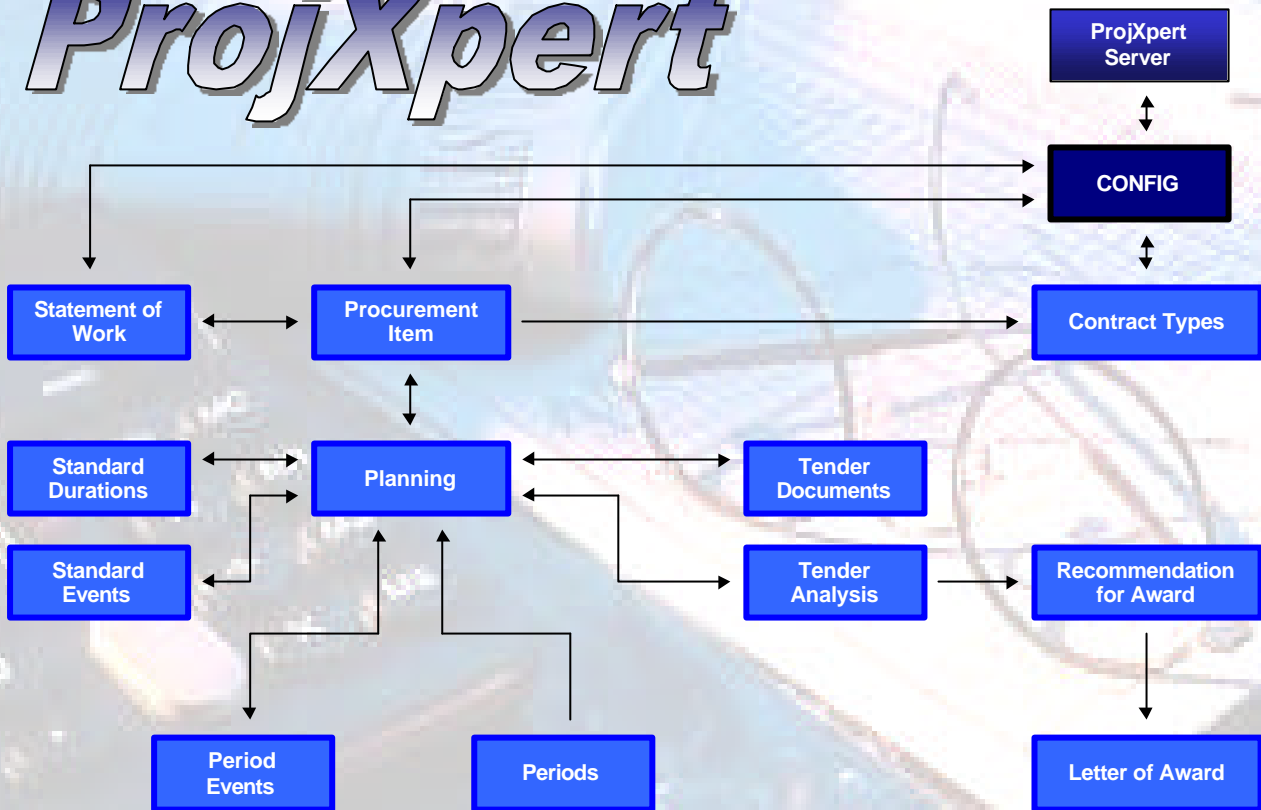 ProjXpert
ProjXpert
Server
CONFIG
Statement of
Work
Procurement
Item
Contract Types
Standard
Durations
Planning
Tender
Documents
Standard
Events
Tender
Analysis
Recommendation
for Award
Period
Events
Periods
Letter of Award